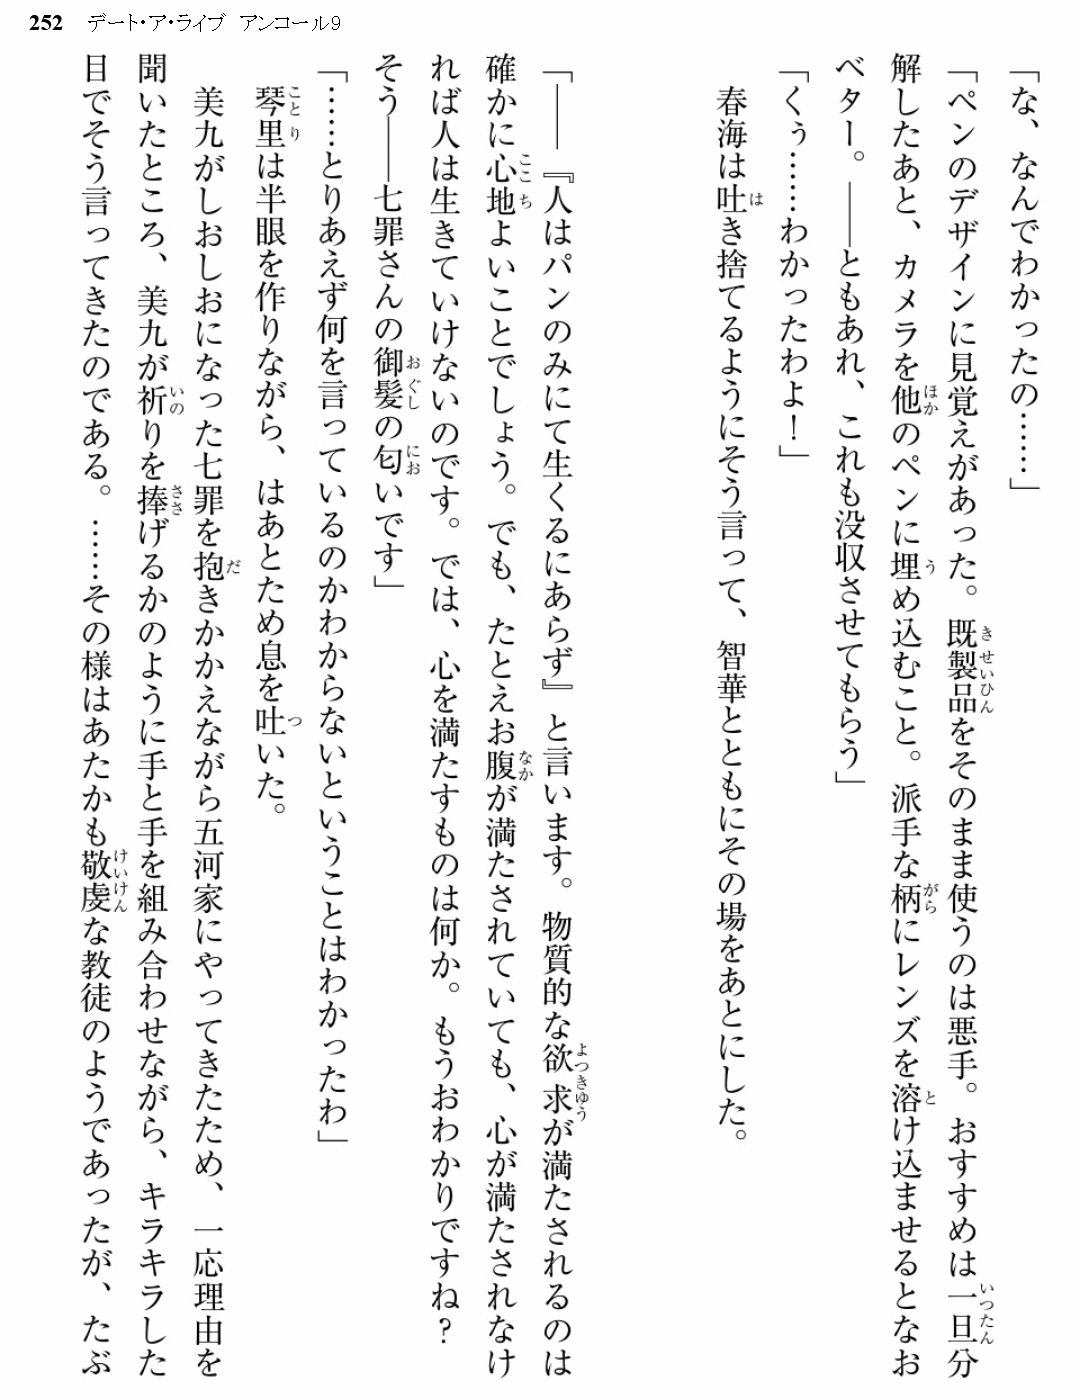 252 デート・ア・ライブ アンコール9
「な、なんでわかったの……」
「ペンのデザインに見覚えがあった。既製品をそのまま使うのは悪手。おすすめは一旦分
解したあと、カメラを他のペンに埋め込むこと。派手な柄にレンズを溶け込ませるとなお
ベター。――ともあれ、これも没収させてもらう」
「くぅ……わかったわよ！」
春海は吐き捨てるようにそう言って、智華とともにその場をあとにした。
「――『人はパンのみにて生くるにあらず』と言います。物質的な欲求が満たされるのは
確かに心地よいことでしょう。でも、たとえお腹が満たされていても、心が満たされなけ
れば人は生きていけないのです。では、心を満たすものは何か。もうおわかりですね？
そう――七罪さんの御髪の匂いです」
「……とりあえず何を言っているのかわからないということはわかったわ」
琴里は半眼を作りながら、はあとため息を吐いた。
美九がしおしおになった七罪を抱きかかえながら五河家にやってきたため、一応理由を
聞いたところ、美九が祈りを捧げるかのように手と手を組み合わせながら、キラキラした
目でそう言ってきたのである。……その様はあたかも敬虔な教徒のようであったが、たぶ